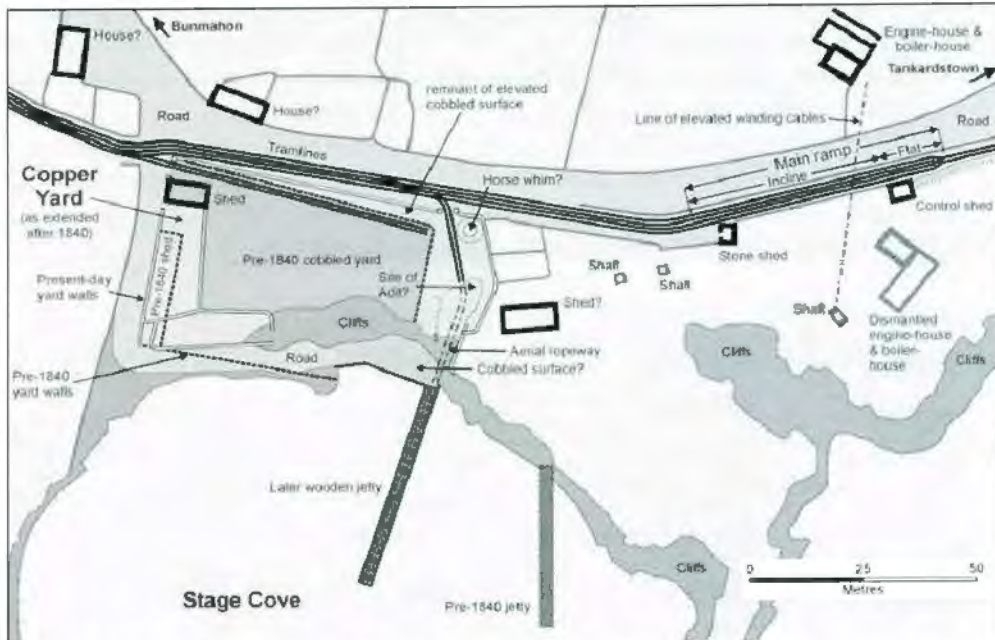 House?
Bunmahon
Engine-house &
boiler-house
Tankardstown
House?
remnant of elevated
cobbled surface
Road
Line of elevated winding cables
Road
Tramlines
Main ramp
Flat
Incline
Copper
Yard
(as extended
after 1840)
Shed
Horse whim?
Control shed
Stone shed
Pre-1840 cobbled yard
Site of
Adit?
Shaft
Shaft
Present-day
yard walls
Pre-1840 shed
Shed?
Shaft
Dismantled
engine-house
& boiler-
house
Cliffs
Cliffs
Cliffs
Road
Aerial ropeway
Cobbled surface?
Pre-1840
yard walls
Later wooden jetty
Cliffs
Stage Cove
Pre-1840 jetty
0 25 50
Metres